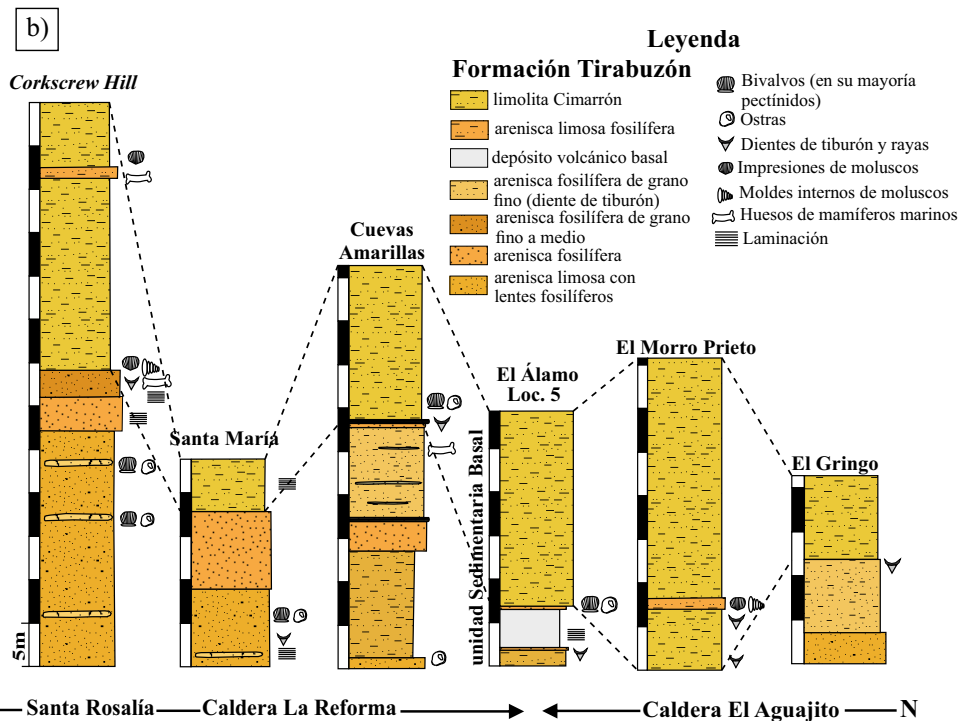 b)
Leyenda
Formación Tirabuzón
limolita Cimarrón
arenisca limosa fosilífera
depósito volcánico basal
arenisca fosilífera de grano
fino (diente de tiburón)
arenisca fosilífera de grano
fino a medio
arenisca fosilífera
arenisca limosa con
lentes fosilíferos
Bivalvos (en su mayoría
pectínidos)
Ostras
Dientes de tiburón y rayas
Impresiones de moluscos
Moldes internos de moluscos
Huesos de mamíferos marinos
Laminación
Corkscrew Hill
Santa María
Cuevas
Amarillas
El Álamo
Loc. 5
El Morro Prieto
El Gringo
unidad Sedimentaria Basal
5m
Santa Rosalía
Caldera La Reforma
Caldera El Aguajito
N